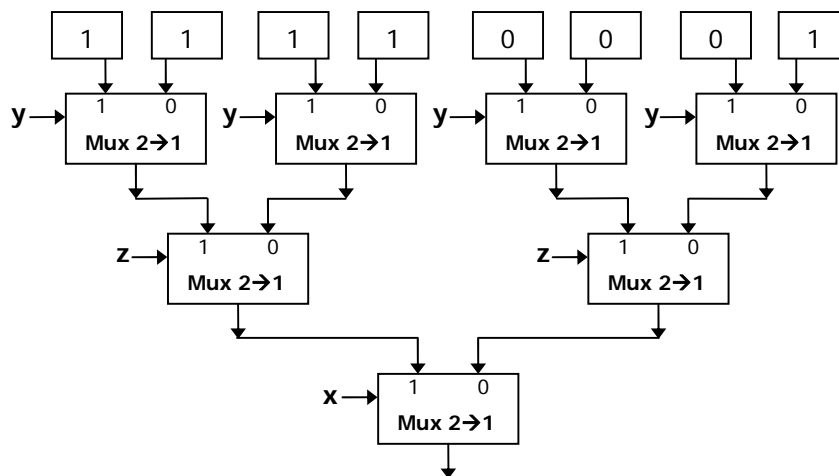 1 1 1 1 0 0 0 1
1 0 1 0 1 0 1 0
y y y y
Mux 2→1 Mux 2→1 Mux 2→1 Mux 2→1
1 0 1 0
z z
Mux 2→1 Mux 2→1
1 0
x
Mux 2→1